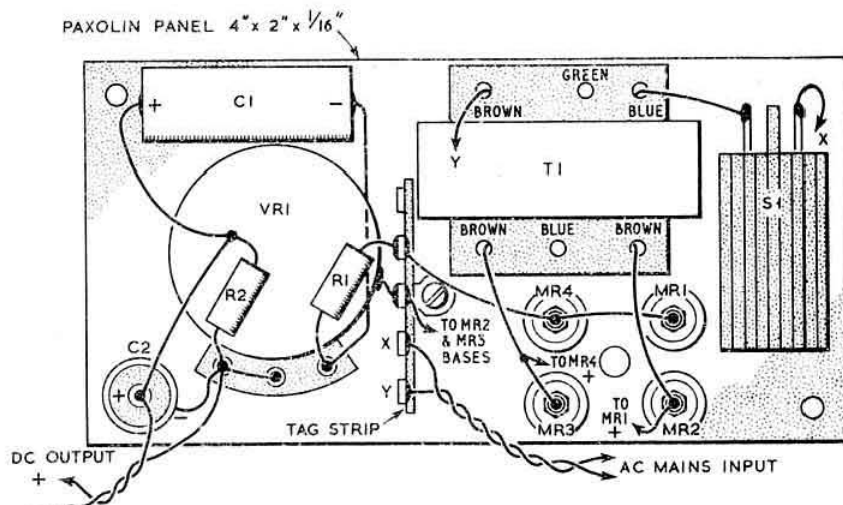 PAXOLIN PANEL 4" x 2" x 1/16"
+ C1 -
GREEN
BROWN
BLUE
Y
X
T1
S1
VR1
BROWN
BLUE
BROWN
R2
R1
MR4
MR1
TO MR2
& MR3
BASES
X
TO MR4
+
C2
+
-
Y
TO
MR1
+
MR3
MR2
TAG STRIP
DC OUTPUT
+
AC MAINS INPUT